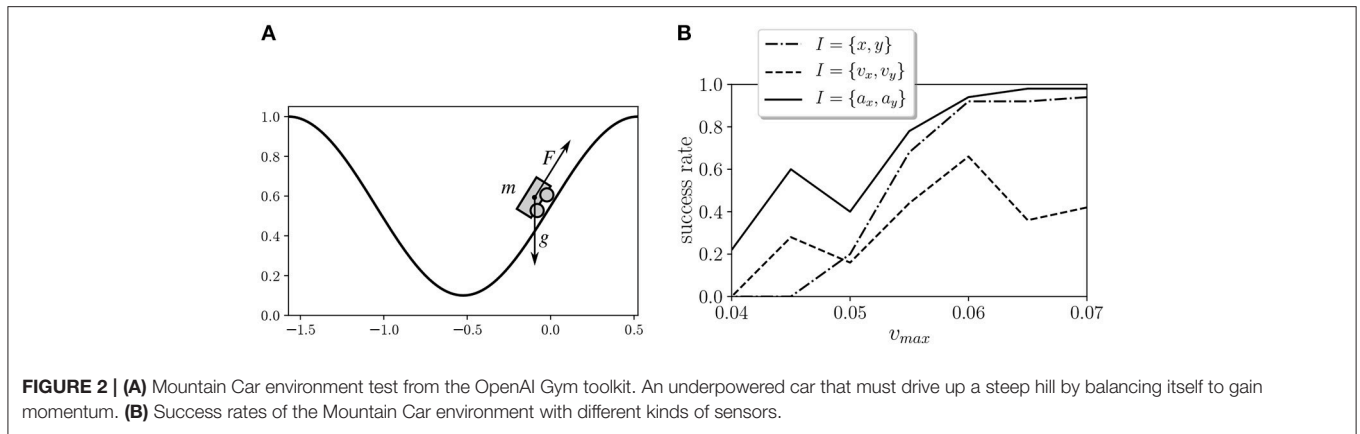 A
1.0
0.8
0.6
0.4
0.2
0.0
−1.5 −1.0 −0.5 0.0 0.5
m
F
g
B
I = {x, y}
I = {v_x, v_y}
I = {a_x, a_y}
success rate
1.0
0.8
0.6
0.4
0.2
0.0
0.04 0.05 0.06 0.07
v_max
FIGURE 2 | (A) Mountain Car environment test from the OpenAI Gym toolkit. An underpowered car that must drive up a steep hill by balancing itself to gain
momentum. (B) Success rates of the Mountain Car environment with different kinds of sensors.